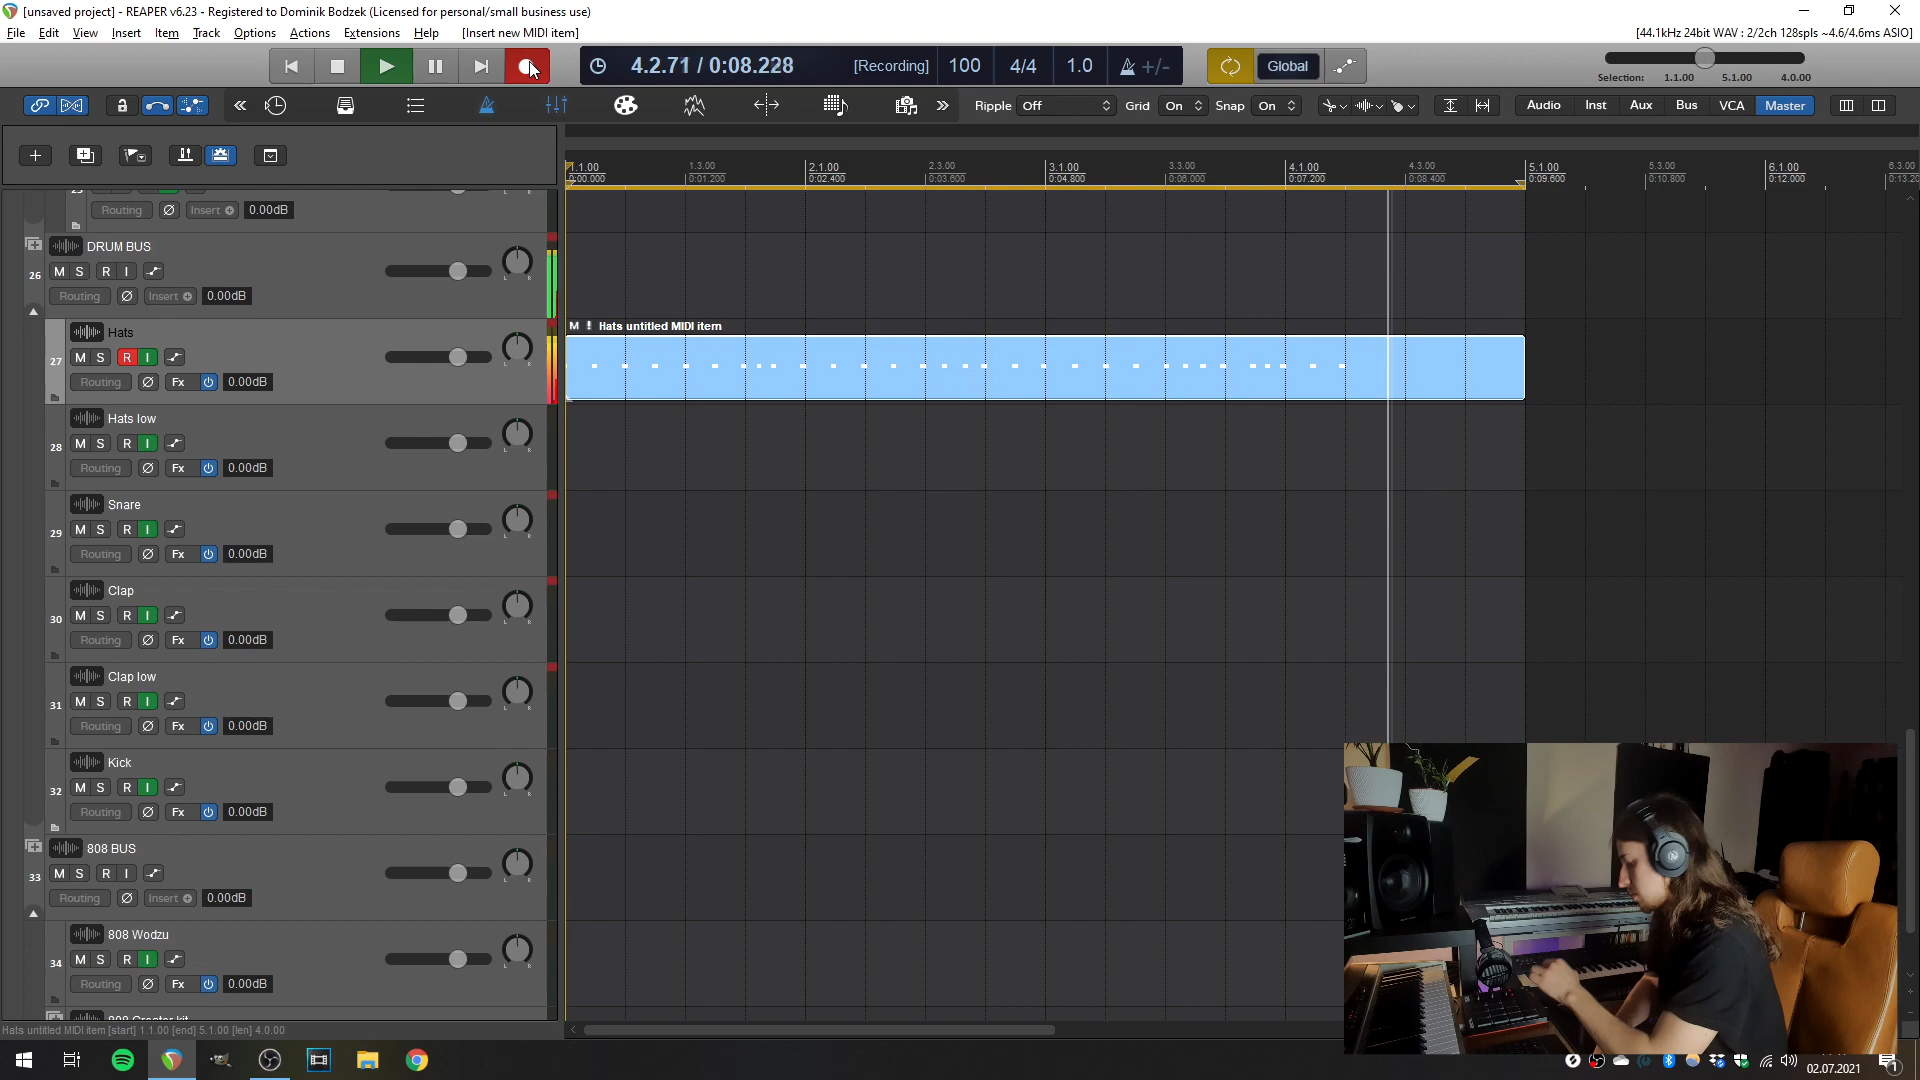 [unsaved project] - REAPER v6.23 - Registered to Dominik Bodzek (Licensed for personal/small business use)
File Edit View Insert Item Track Options Actions Extensions Help [Insert new MIDI item]
[44.1kHz 24bit WAV : 2/2ch 128spls ~4.6/4.6ms ASIO]
4.2.71 / 0:08.228 [Recording] 100 4/4 1.0 +/- Global
Selection: 1.1.00 5.1.00 4.0.00
Ripple Off Grid On Snap On Audio Inst Aux Bus VCA Master
1.1.00 1.3.00 2.1.00 2.3.00 3.1.00 3.3.00 4.1.00 4.3.00 5.1.00 5.3.00 6.1.00 6.3.00
0:00.000 0:01.200 0:02.400 0:03.600 0:04.800 0:06.000 0:07.200 0:08.400 0:09.600 0:10.800 0:12.000 0:13.20
Routing Ø Insert 0.00dB
DRUM BUS
26
M S R I
L R
Routing Ø Insert 0.00dB
Hats
M Hats untitled MIDI item
27
M S R I
L R
Routing Ø Fx 0.00dB
Hats low
28
M S R I
L R
Routing Ø Fx 0.00dB
Snare
29
M S R I
L R
Routing Ø Fx 0.00dB
Clap
30
M S R I
L R
Routing Ø Fx 0.00dB
Clap low
31
M S R I
L R
Routing Ø Fx 0.00dB
Kick
32
M S R I
L R
Routing Ø Fx 0.00dB
808 BUS
33
M S R I
L R
Routing Ø Insert 0.00dB
808 Wodzu
34
M S R I
L R
Routing Ø Fx 0.00dB
Hats untitled MIDI item [start] 1.1.00 [end] 5.1.00 [len] 4.0.00
02.07.2021
1